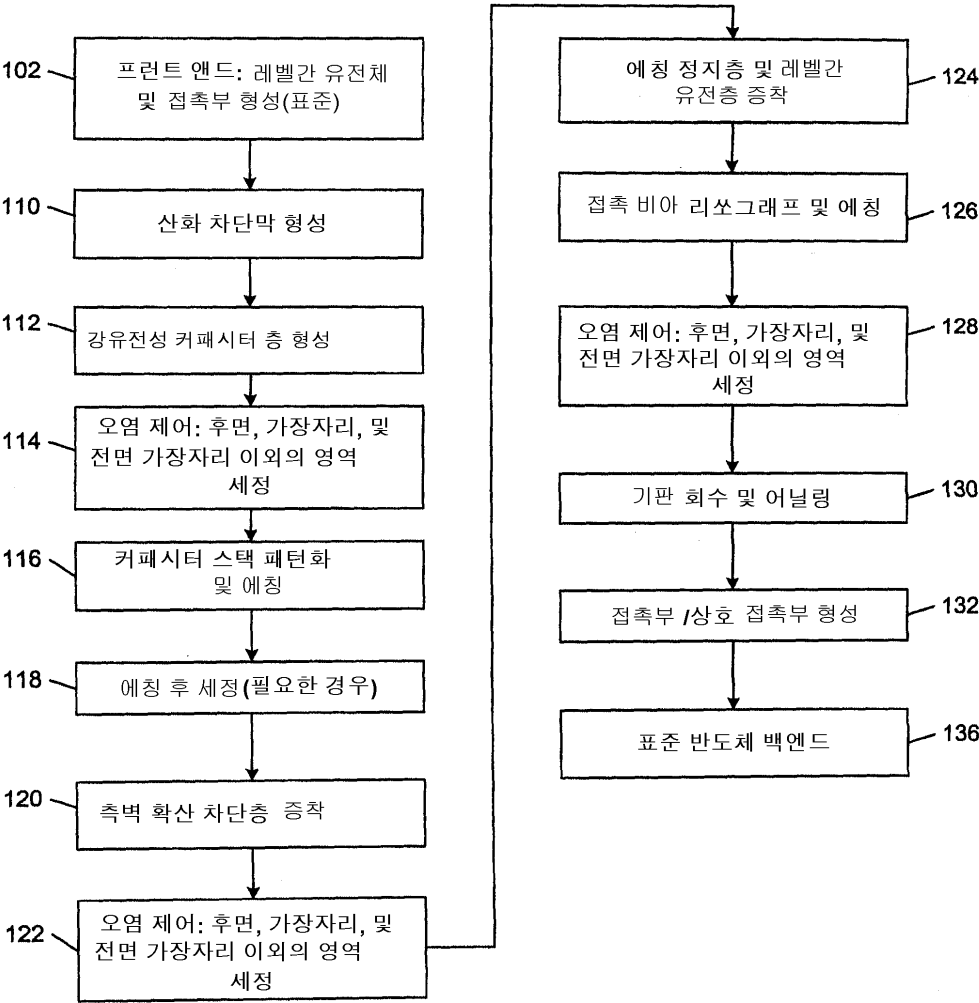 102
프런트 앤드: 레벨간 유전체
및 접촉부 형성(표준)
110
산화 차단막 형성
112
강유전성 커패시터 층 형성
114
오염 제어: 후면, 가장자리, 및
전면 가장자리 이외의 영역
세정
116
커패시터 스택 패턴화
및 에칭
118
에칭 후 세정(필요한 경우)
120
측벽 확산 차단층 증착
122
오염 제어: 후면, 가장자리, 및
전면 가장자리 이외의 영역
세정
에칭 정지층 및 레벨간
유전층 증착
124
접촉 비아 리쏘그래프 및 에칭
126
오염 제어: 후면, 가장자리, 및
전면 가장자리 이외의 영역
세정
128
기판 회수 및 어닐링
130
접촉부 /상호 접촉부 형성
132
표준 반도체 백엔드
136